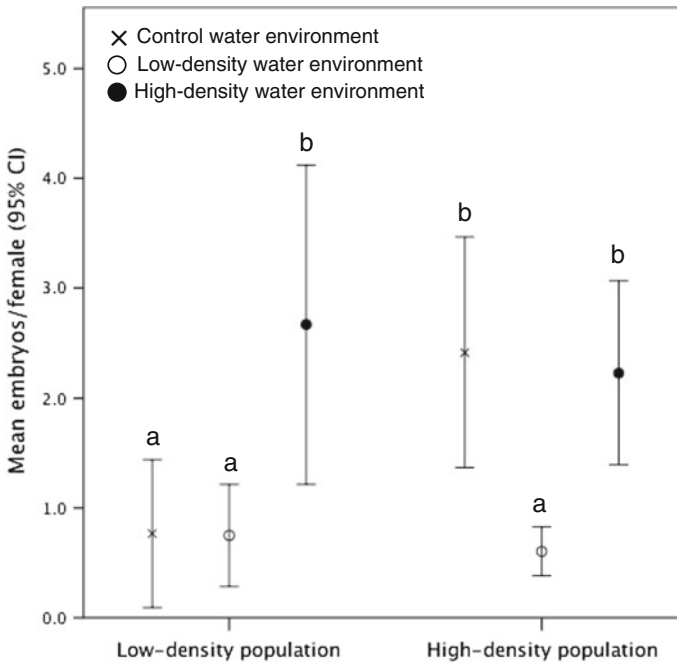 Control water environment
Low-density water environment
High-density water environment
Mean embryos/female (95% CI)
5.0
4.0
3.0
2.0
1.0
0.0
a
a
b
b
a
b
Low-density population
High-density population